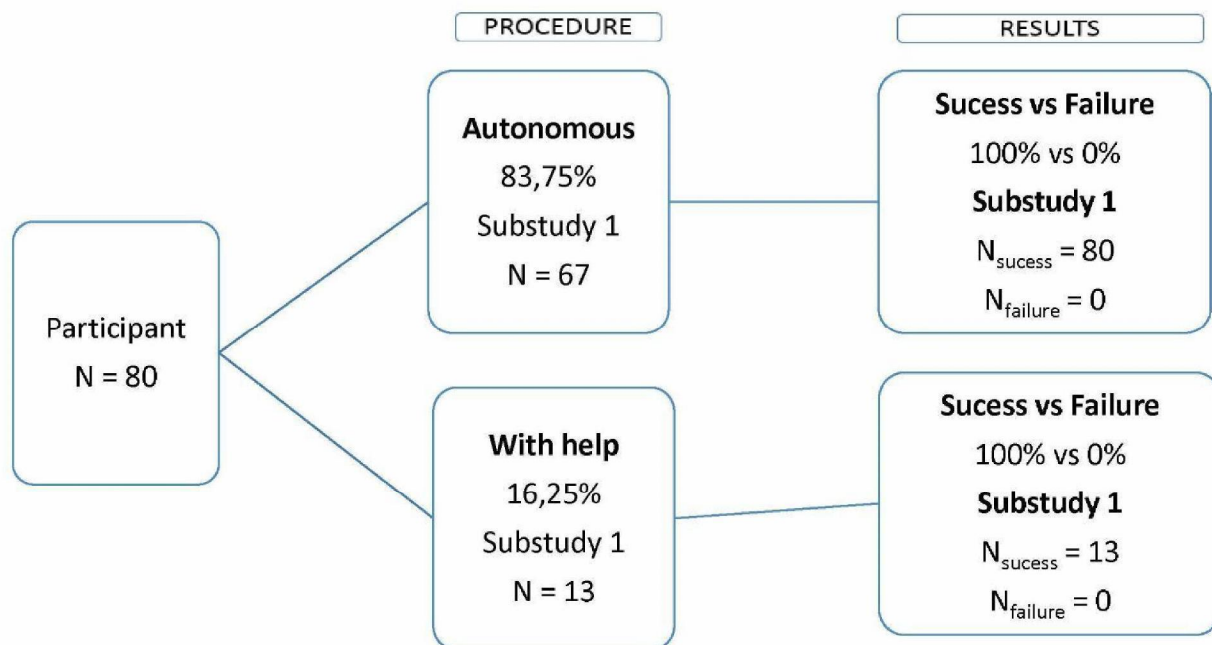 PROCEDURE
RESULTS
Participant
N = 80
Autonomous
83,75%
Substudy 1
N = 67
Sucess vs Failure
100% vs 0%
Substudy 1
Nsucess = 80
Nfailure = 0
With help
16,25%
Substudy 1
N = 13
Sucess vs Failure
100% vs 0%
Substudy 1
Nsucess = 13
Nfailure = 0